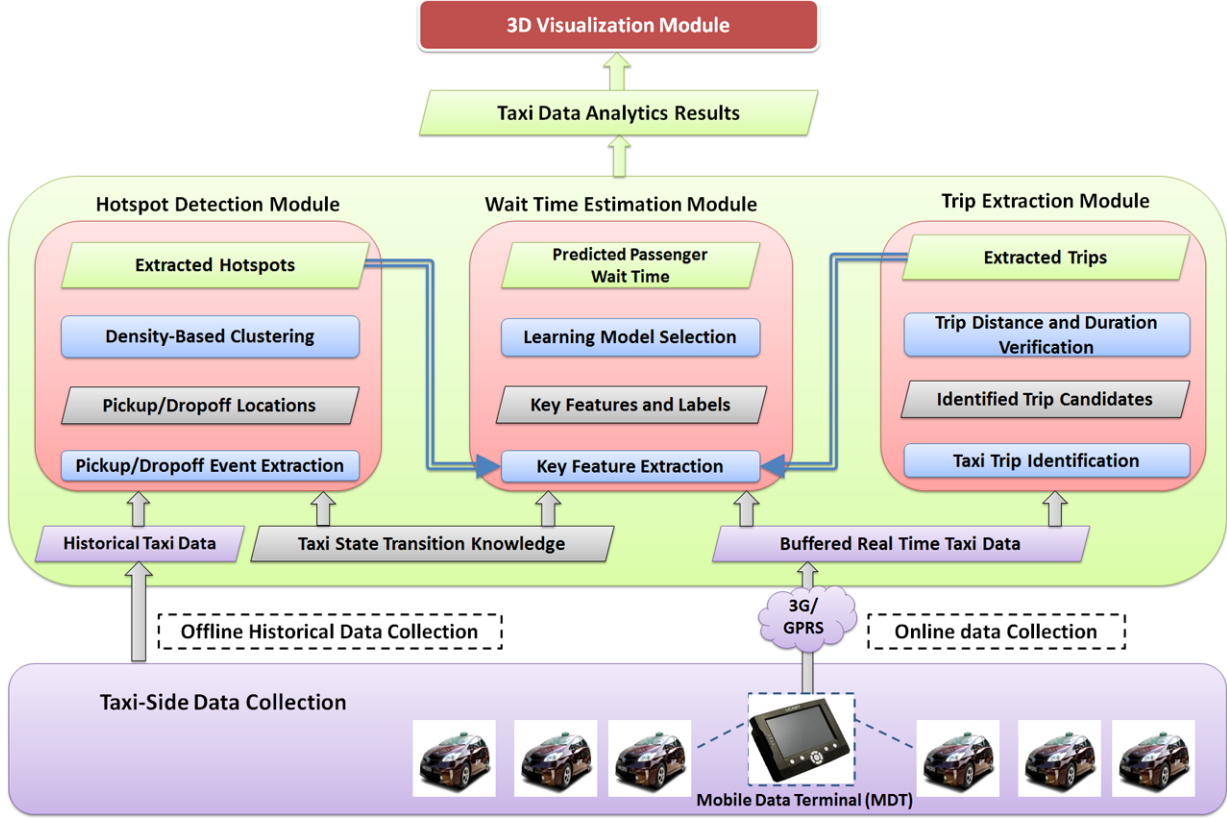 3D Visualization Module
Taxi Data Analytics Results
Hotspot Detection Module
Wait Time Estimation Module
Trip Extraction Module
Extracted Hotspots
Predicted Passenger
Wait Time
Extracted Trips
Density-Based Clustering
Learning Model Selection
Trip Distance and Duration
Verification
Pickup/Dropoff Locations
Key Features and Labels
Identified Trip Candidates
Pickup/Dropoff Event Extraction
Key Feature Extraction
Taxi Trip Identification
Historical Taxi Data
Taxi State Transition Knowledge
Buffered Real Time Taxi Data
Offline Historical Data Collection
3G/
GPRS
Online data Collection
Taxi-Side Data Collection
Mobile Data Terminal (MDT)